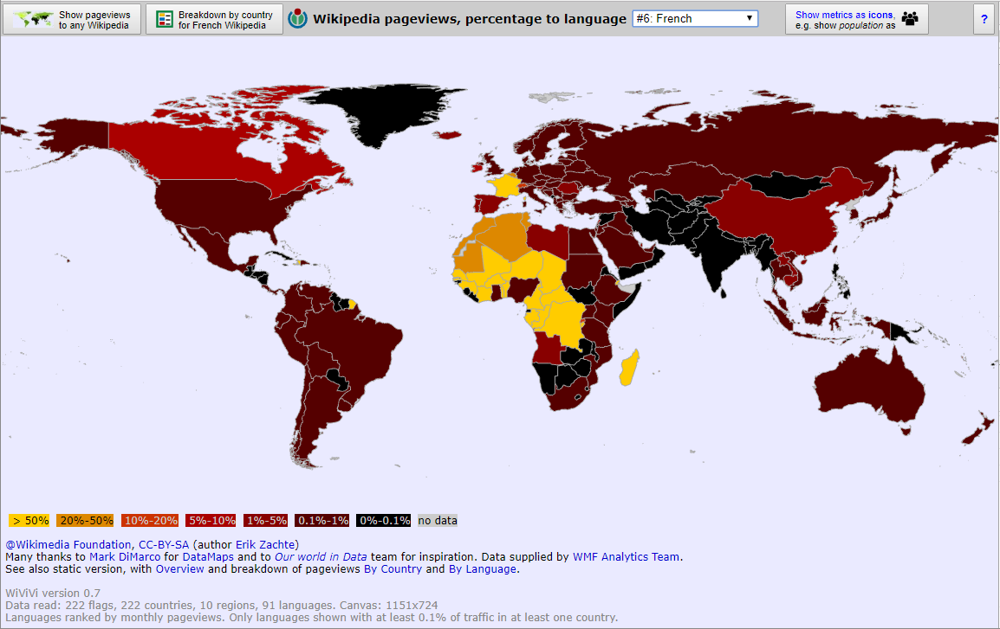 Show pageviews
to any Wikipedia
Breakdown by country
for French Wikipedia
Wikipedia pageviews, percentage to language
#6: French
Show metrics as icons,
e.g. show population as
?
> 50% 20%-50% 10%-20% 5%-10% 1%-5% 0.1%-1% 0%-0.1% no data
@Wikimedia Foundation, CC-BY-SA (author Erik Zachte)
Many thanks to Mark DiMarco for DataMaps and to Our world in Data team for inspiration. Data supplied by WMF Analytics Team.
See also static version, with Overview and breakdown of pageviews By Country and By Language.
WiViVi version 0.7
Data read: 222 flags, 222 countries, 10 regions, 91 languages. Canvas: 1151x724
Languages ranked by monthly pageviews. Only languages shown with at least 0.1% of traffic in at least one country.